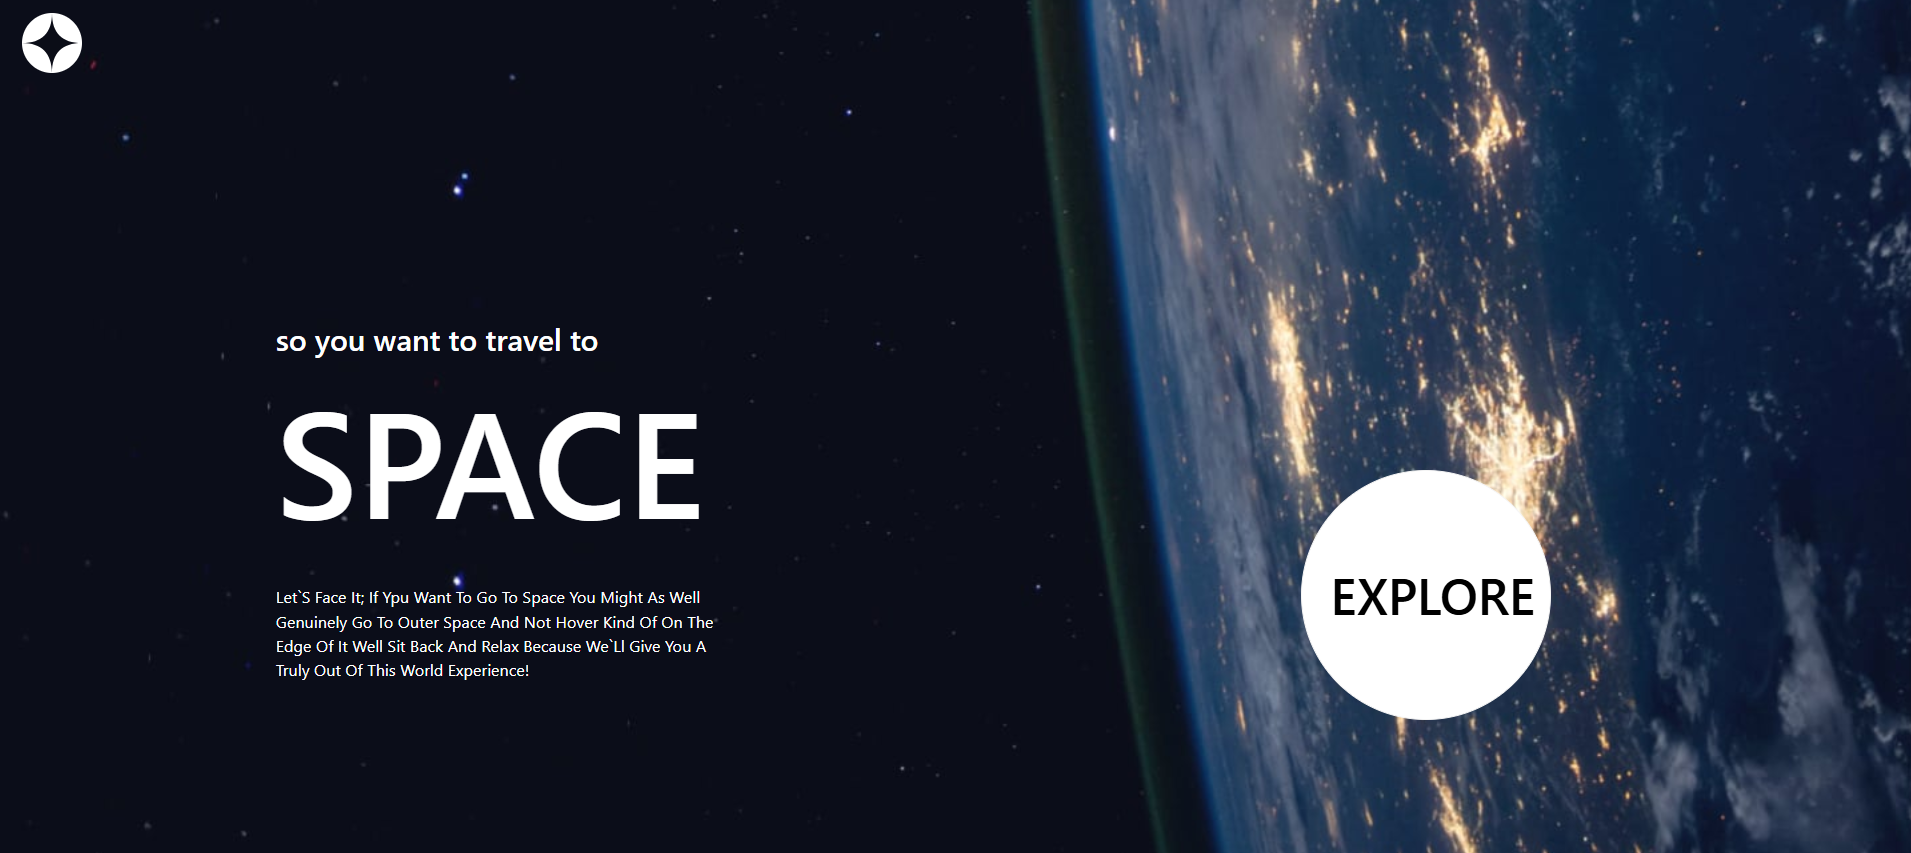 so you want to travel to
SPACE
Let`S Face It; If Ypu Want To Go To Space You Might As Well
Genuinely Go To Outer Space And Not Hover Kind Of On The
Edge Of It Well Sit Back And Relax Because We`Ll Give You A
Truly Out Of This World Experience!
EXPLORE